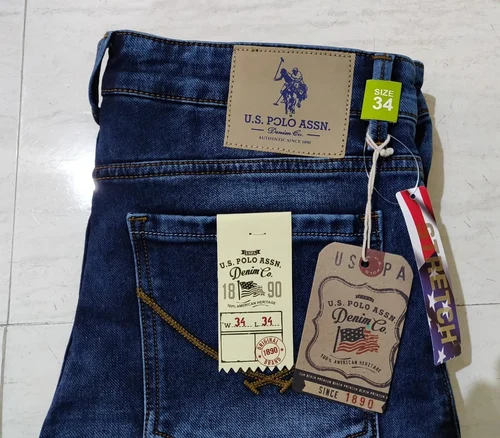 U.S. POLO ASSN.
Denim Co.
AUTHENTIC SINCE 1890
SIZE
34
U.S. POLO ASSN.
Denim Co.
18 90
100% AMERICAN HERITAGE
W. 34 L. 34
ORIGINAL
1890
BRAND
USPA
U.S. POLO ASSN.
Denim Co.
100% AMERICAN HERITAGE
SINCE 1890
STRETCH